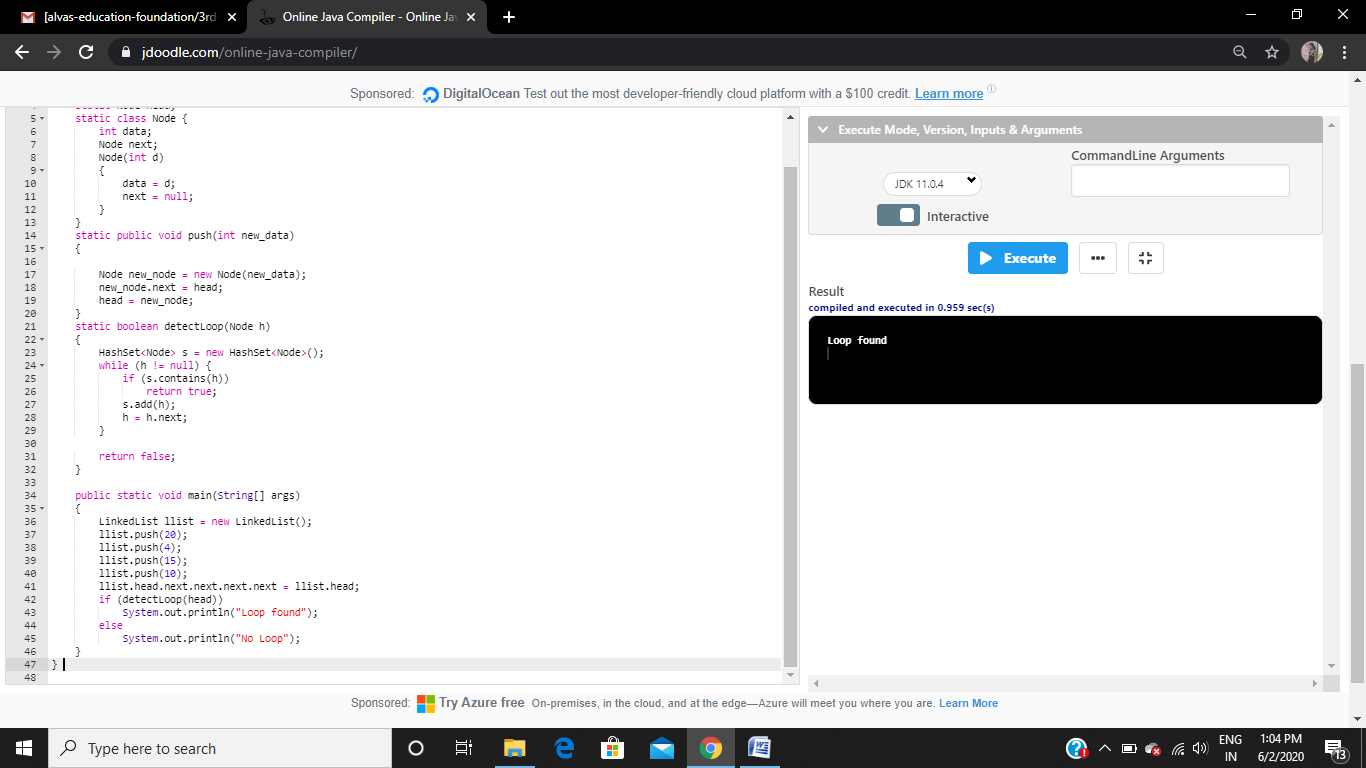 [alvas-education-foundation/3rd
Online Java Compiler - Online Jav
jdoodle.com/online-java-compiler/
Sponsored: DigitalOcean Test out the most developer-friendly cloud platform with a $100 credit. Learn more
5 static class Node {
6 int data;
7 Node next;
8 Node(int d)
9 {
10 data = d;
11 next = null;
12 }
13 }
14 static public void push(int new_data)
15 {
16
17 Node new_node = new Node(new_data);
18 new_node.next = head;
19 head = new_node;
20 }
21 static boolean detectLoop(Node h)
22 {
23 HashSet<Node> s = new HashSet<Node>();
24 while (h != null) {
25 if (s.contains(h))
26 return true;
27 s.add(h);
28 h = h.next;
29 }
30
31 return false;
32 }
33
34 public static void main(String[] args)
35 {
36 LinkedList llist = new LinkedList();
37 llist.push(20);
38 llist.push(4);
39 llist.push(15);
40 llist.push(10);
41 llist.head.next.next.next.next = llist.head;
42 if (detectLoop(head))
43 System.out.println("Loop found");
44 else
45 System.out.println("No Loop");
46 }
47 }
48
Execute Mode, Version, Inputs & Arguments
CommandLine Arguments
JDK 11.0.4
Interactive
Execute
Result
compiled and executed in 0.959 sec(s)
Loop found
Sponsored: Try Azure free On-premises, in the cloud, and at the edge—Azure will meet you where you are. Learn More
Type here to search
ENG
IN
1:04 PM
6/2/2020
13